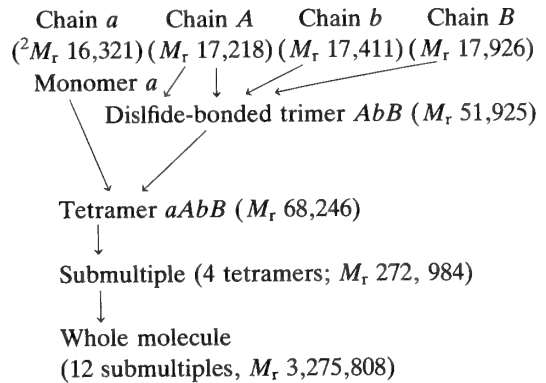 Chain a Chain A Chain b Chain B
(²Mᵣ 16,321) (Mᵣ 17,218) (Mᵣ 17,411) (Mᵣ 17,926)
Monomer a
Dislfide-bonded trimer AbB (Mᵣ 51,925)
Tetramer aAbB (Mᵣ 68,246)
Submultiple (4 tetramers; Mᵣ 272, 984)
Whole molecule
(12 submultiples, Mᵣ 3,275,808)